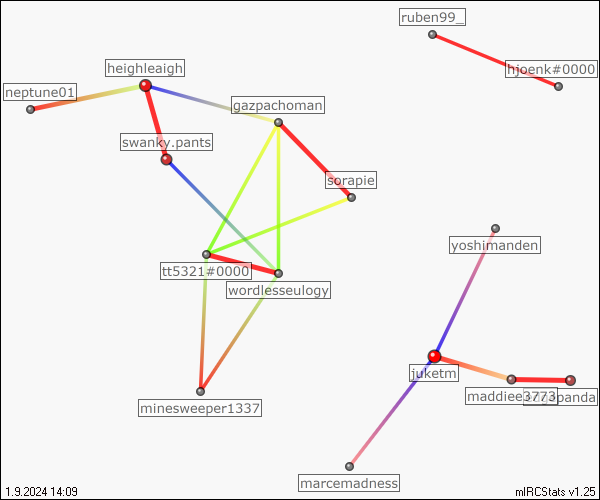 ruben99_
hjoenk#0000
heighleaigh
neptune01
gazpachoman
swanky.pants
sorapie
yoshimanden
tt5321#0000
wordlesseulogy
juketm
maddiee3773
panda
minesweeper1337
marcemadness
1.9.2024 14:09
mIRCStats v1.25